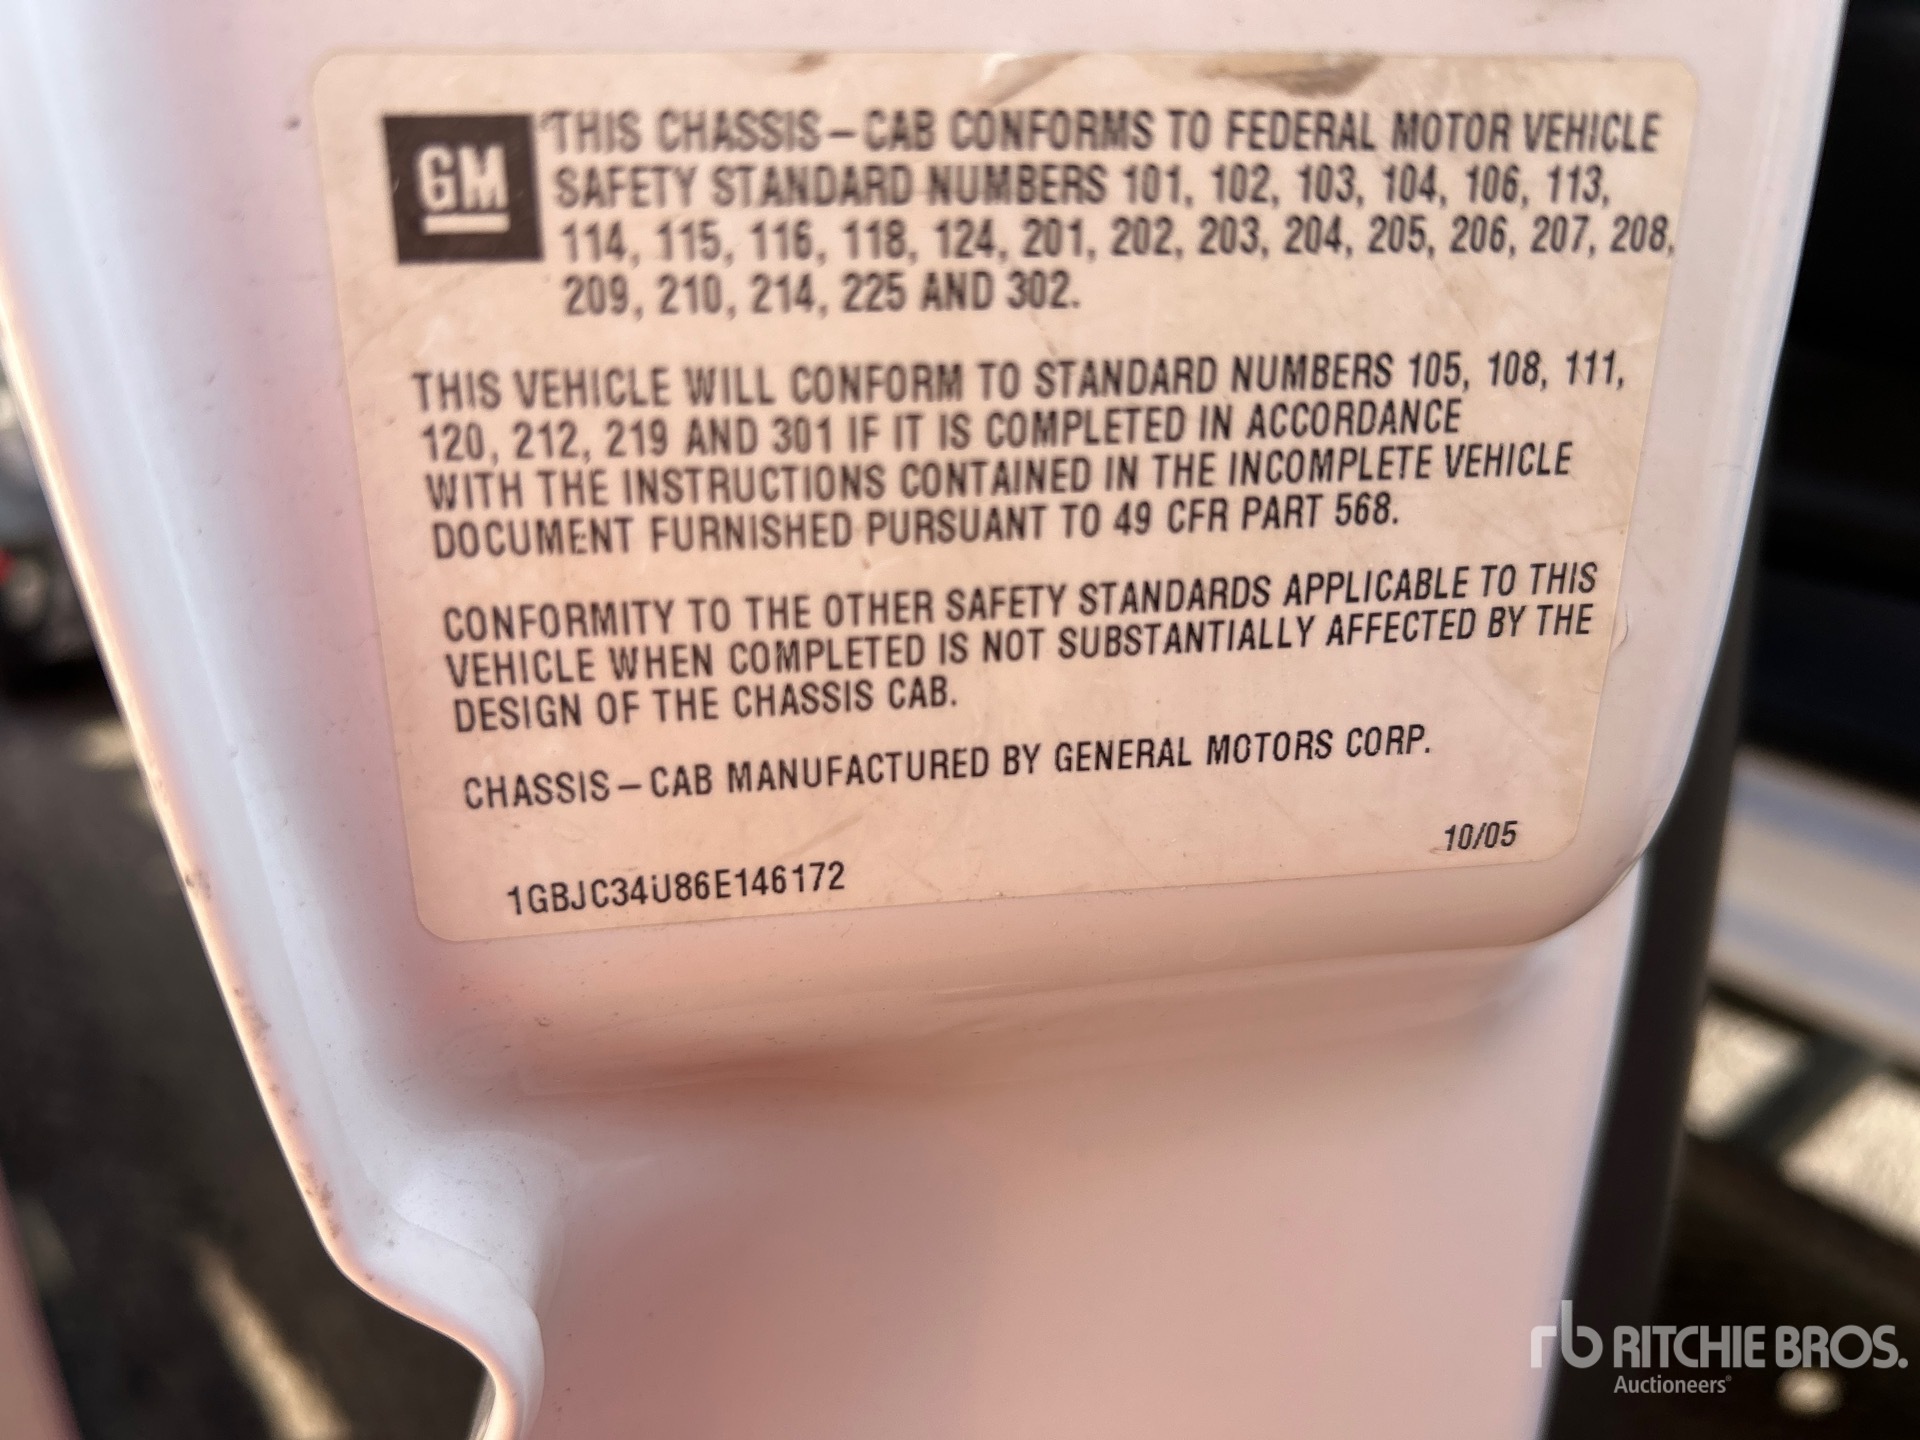 GM
THIS CHASSIS – CAB CONFORMS TO FEDERAL MOTOR VEHICLE
SAFETY STANDARD NUMBERS 101, 102, 103, 104, 106, 113,
114, 115, 116, 118, 124, 201, 202, 203, 204, 205, 206, 207, 208,
209, 210, 214, 225 AND 302.
THIS VEHICLE WILL CONFORM TO STANDARD NUMBERS 105, 108, 111,
120, 212, 219 AND 301 IF IT IS COMPLETED IN ACCORDANCE
WITH THE INSTRUCTIONS CONTAINED IN THE INCOMPLETE VEHICLE
DOCUMENT FURNISHED PURSUANT TO 49 CFR PART 568.
CONFORMITY TO THE OTHER SAFETY STANDARDS APPLICABLE TO THIS
VEHICLE WHEN COMPLETED IS NOT SUBSTANTIALLY AFFECTED BY THE
DESIGN OF THE CHASSIS CAB.
CHASSIS – CAB MANUFACTURED BY GENERAL MOTORS CORP.
10/05
1GBJC34U86E146172
rb RITCHIE BROS.
Auctioneers®